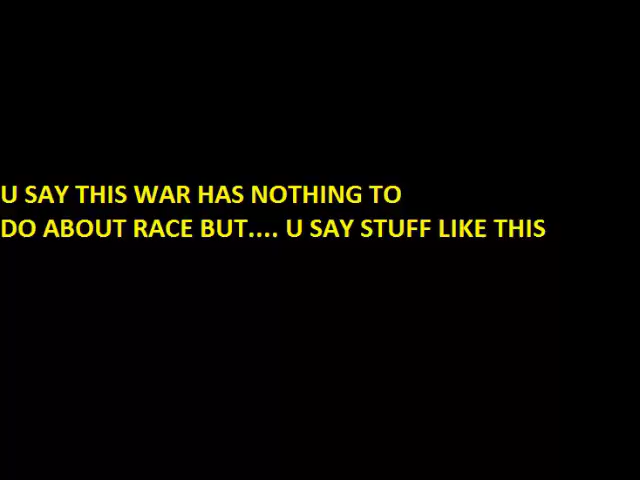 U SAY THIS WAR HAS NOTHING TO
DO ABOUT RACE BUT.... U SAY STUFF LIKE THIS